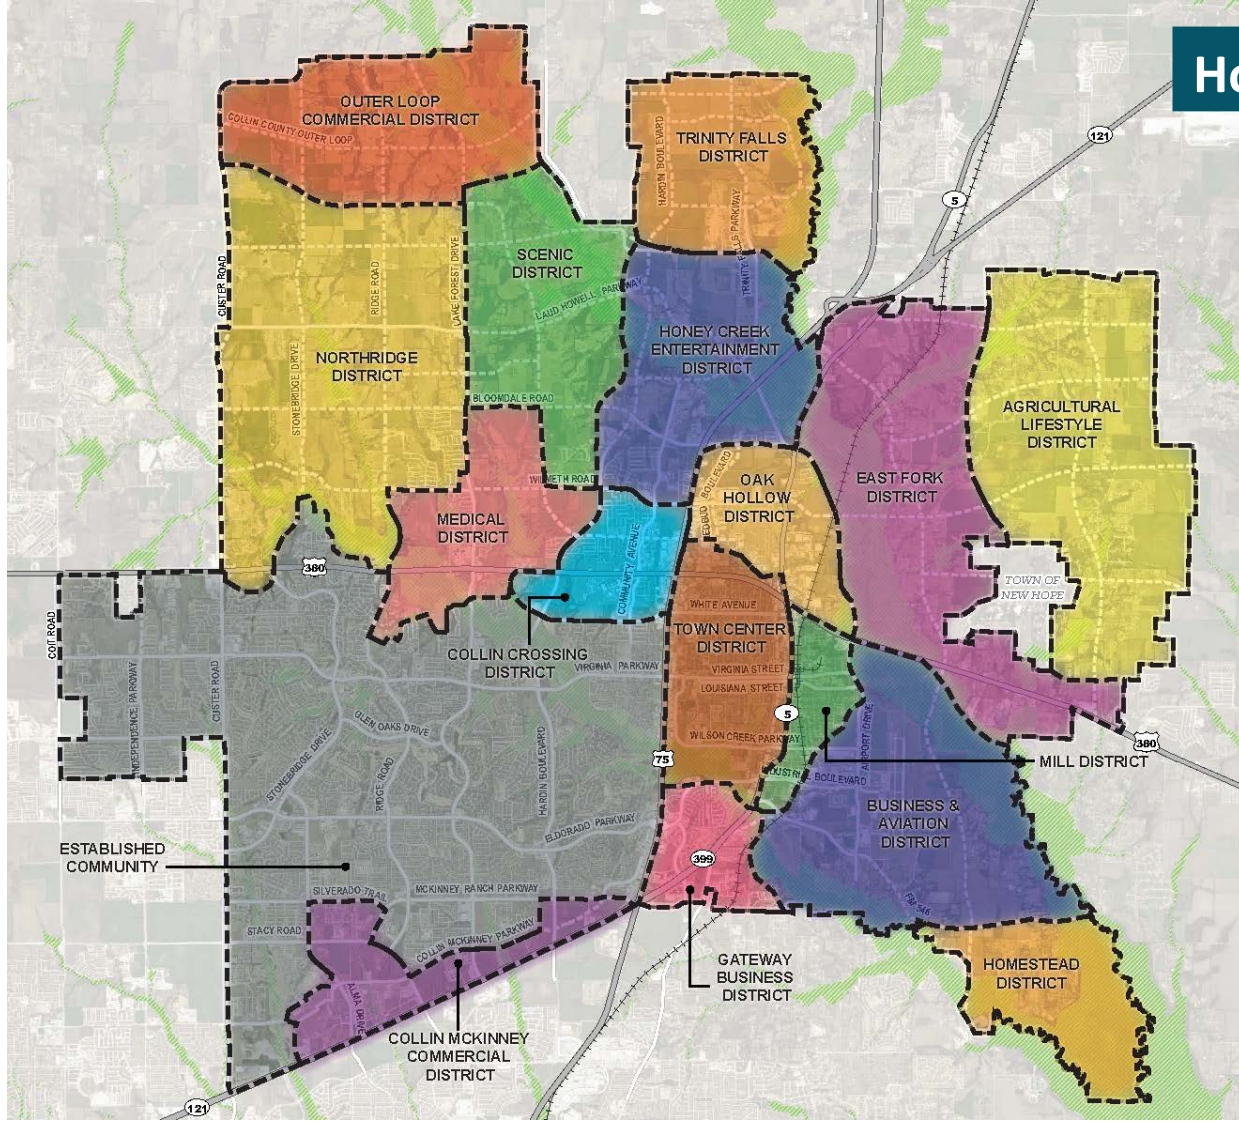 Ho
OUTER LOOP
COMMERCIAL DISTRICT
COLLIN COUNTY OUTER LOOP
HARDIN BOULEVARD
TRINITY FALLS
DISTRICT
121
5
CUSTER ROAD
RIDGE ROAD
LAKE FOREST DRIVE
SCENIC
DISTRICT
LAUD HOWELL PARKWAY
TRINITY FALLS PARKWAY
HONEY CREEK
ENTERTAINMENT
DISTRICT
NORTHRIDGE
DISTRICT
STONEBRIDGE DRIVE
BLOOMDALE ROAD
AGRICULTURAL
LIFESTYLE
DISTRICT
WILMETH ROAD
OAK
HOLLOW
DISTRICT
EAST FORK
DISTRICT
MEDICAL
DISTRICT
COMMUNITY AVENUE
380
TOWN OF
NEW HOPE
WHITE AVENUE
COIT ROAD
TOWN CENTER
DISTRICT
COLLIN CROSSING
DISTRICT
VIRGINIA PARKWAY
VIRGINIA STREET
LOUISIANA STREET
INDEPENDENCE PARKWAY
CUSTER ROAD
GLEN OAKS DRIVE
5
WILSON CREEK PARKWAY
AIRPORT DRIVE
380
75
MILL DISTRICT
STONEBRIDGE DRIVE
RIDGE ROAD
HARDIN BOULEVARD
BOULEVARD
BUSINESS &
AVIATION
DISTRICT
ELDORADO PARKWAY
ESTABLISHED
COMMUNITY
399
SILVERADO TRAIL
MCKINNEY RANCH PARKWAY
FM 546
STACY ROAD
COLLIN MCKINNEY PARKWAY
GATEWAY
BUSINESS
DISTRICT
HOMESTEAD
DISTRICT
ALMA DRIVE
COLLIN MCKINNEY
COMMERCIAL
DISTRICT
121